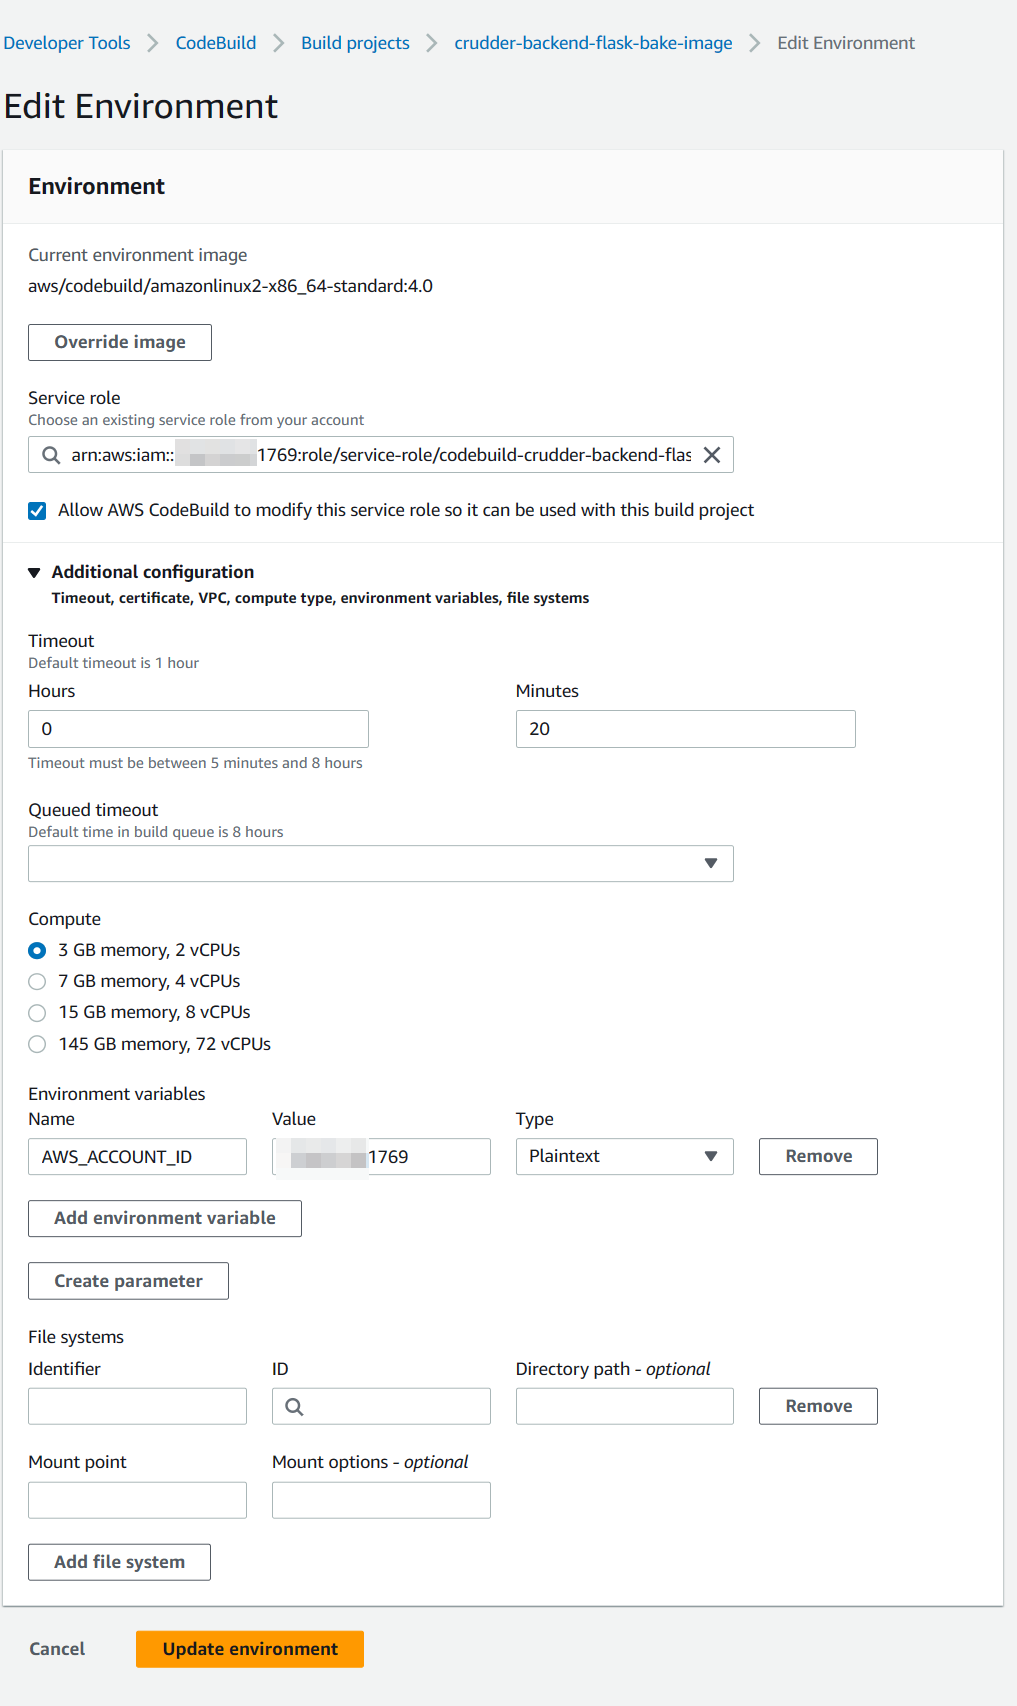 Developer Tools > CodeBuild > Build projects > crudder-backend-flask-bake-image > Edit Environment
Edit Environment
Environment
Current environment image
aws/codebuild/amazonlinux2-x86_64-standard:4.0
Override image
Service role
Choose an existing service role from your account
arn:aws:iam:: 1769:role/service-role/codebuild-crudder-backend-flas
Allow AWS CodeBuild to modify this service role so it can be used with this build project
Additional configuration
Timeout, certificate, VPC, compute type, environment variables, file systems
Timeout
Default timeout is 1 hour
Hours Minutes
0 20
Timeout must be between 5 minutes and 8 hours
Queued timeout
Default time in build queue is 8 hours
Compute
3 GB memory, 2 vCPUs
7 GB memory, 4 vCPUs
15 GB memory, 8 vCPUs
145 GB memory, 72 vCPUs
Environment variables
Name Value Type
AWS_ACCOUNT_ID 1769 Plaintext Remove
Add environment variable
Create parameter
File systems
Identifier ID Directory path - optional
Remove
Mount point Mount options - optional
Add file system
Cancel Update environment